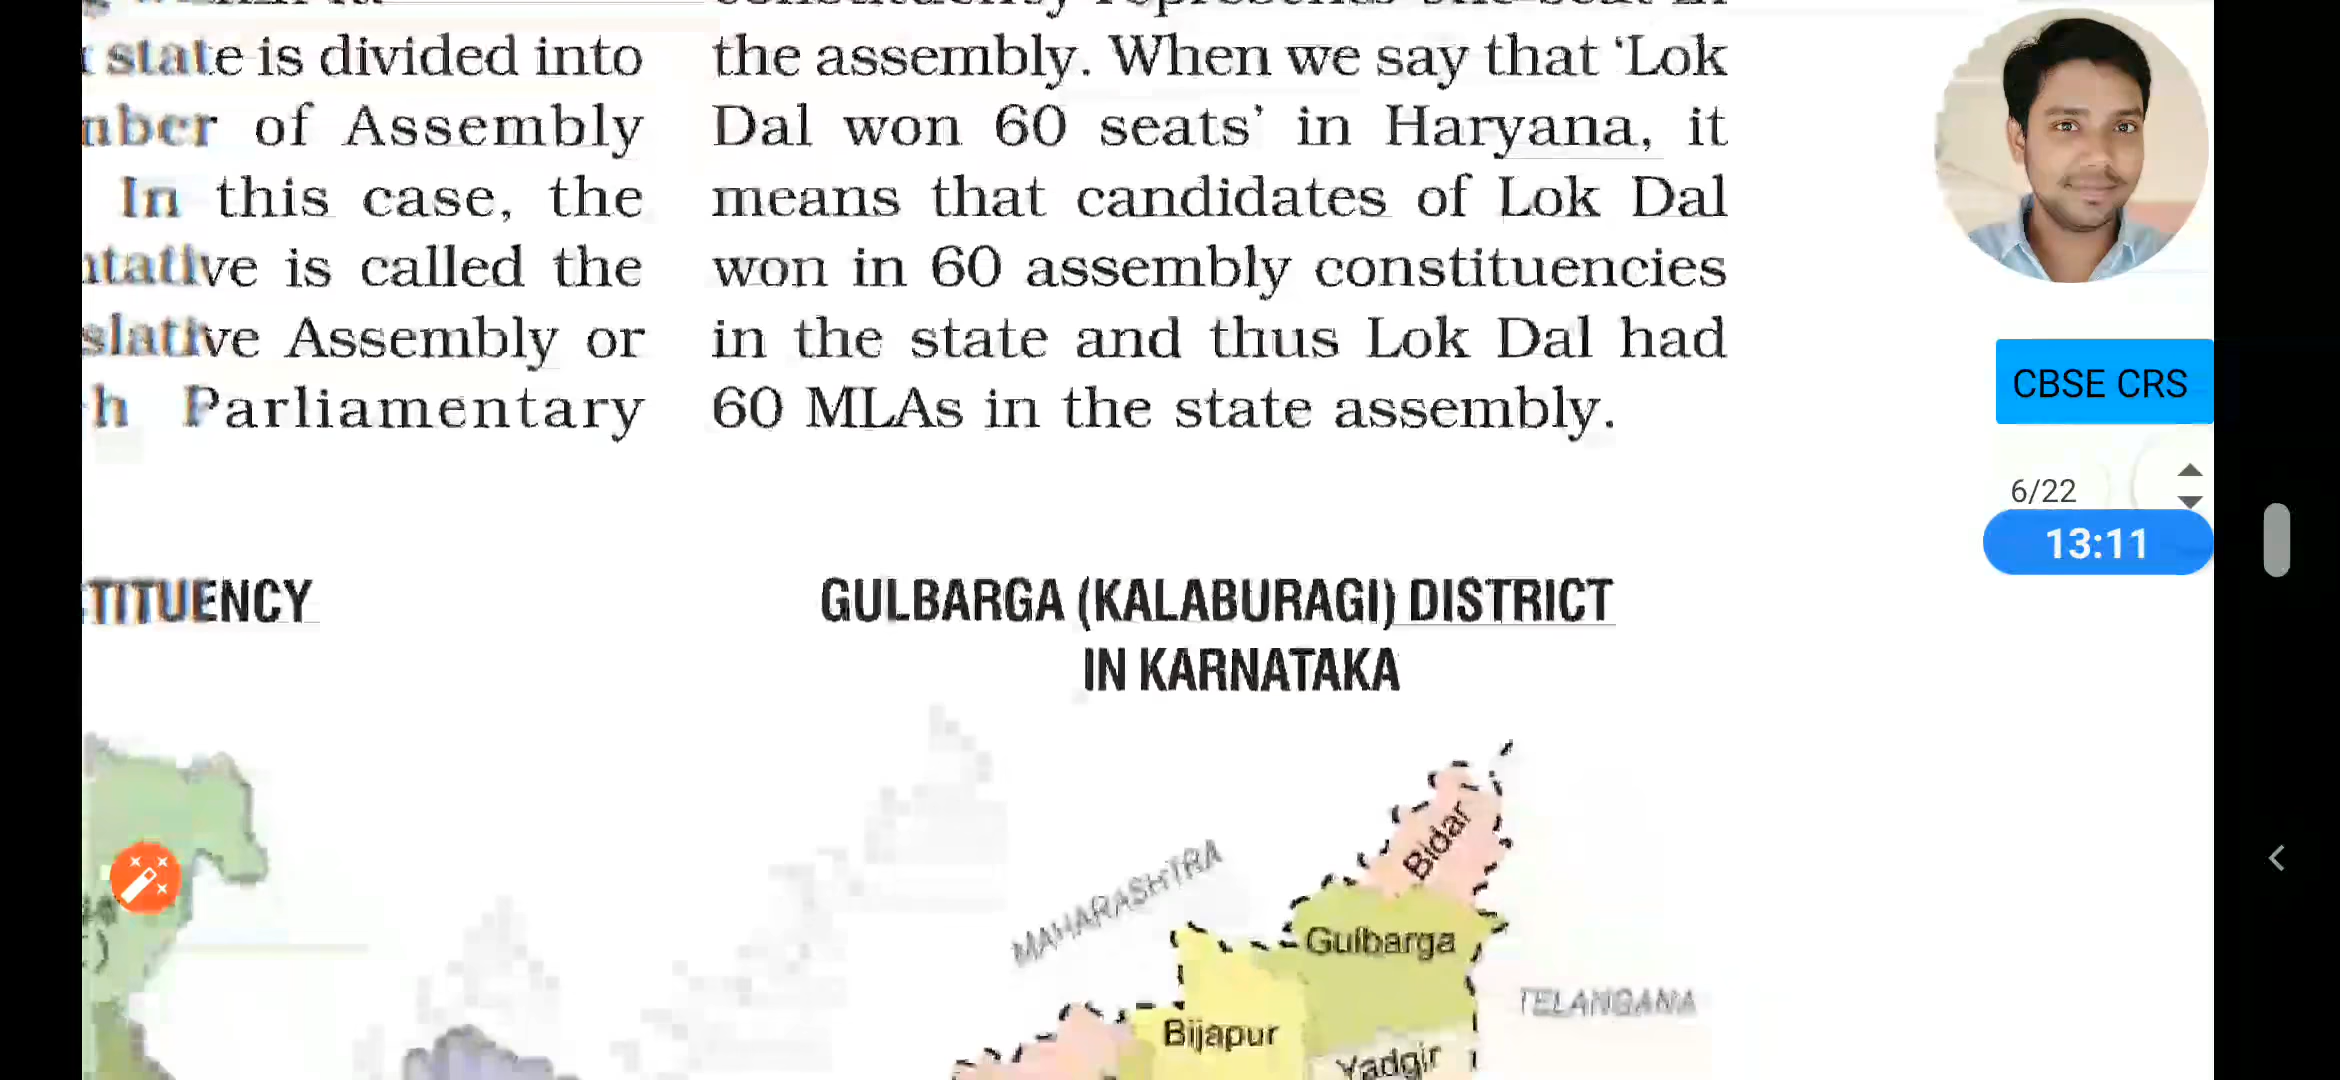 state is divided into
of Assembly
In this case, the
is called the
Assembly or
Parliamentary
the assembly. When we say that ‘Lok
Dal won 60 seats’ in Haryana, it
means that candidates of Lok Dal
won in 60 assembly constituencies
in the state and thus Lok Dal had
60 MLAs in the state assembly.
CBSE CRS
6/22
13:11
GULBARGA (KALABURAGI) DISTRICT
IN KARNATAKA
MAHARASHTRA
Bidar
Gulbarga
TELANGANA
Bijapur
Yadgir